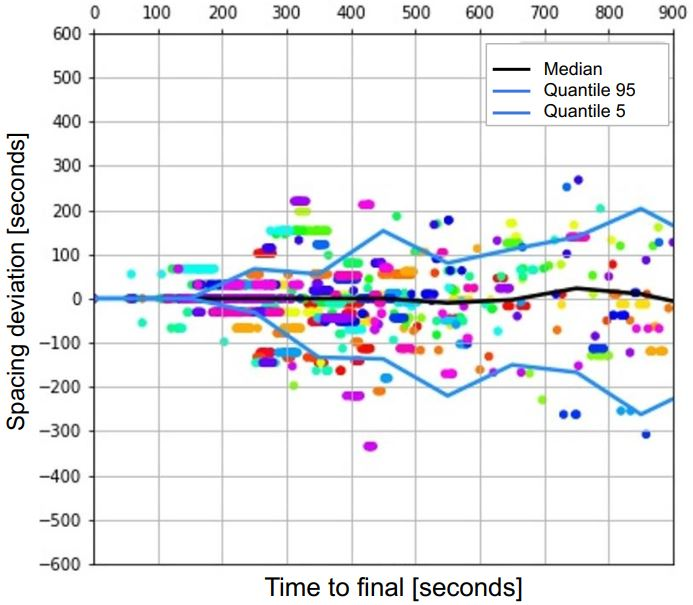 0 100 200 300 400 500 600 700 800 900
600
500
400
300
200
100
0
−100
−200
−300
−400
−500
−600
Median
Quantile 95
Quantile 5
Spacing deviation [seconds]
Time to final [seconds]